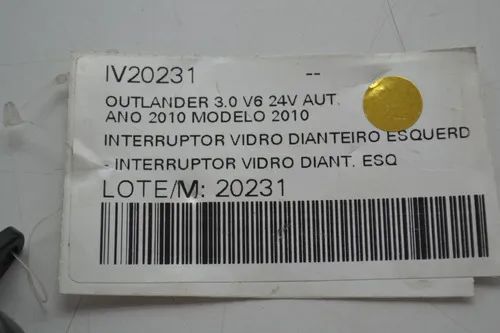 IV20231 --
OUTLANDER 3.0 V6 24V AUT.
ANO 2010 MODELO 2010
INTERRUPTOR VIDRO DIANTEIRO ESQUERD
- INTERRUPTOR VIDRO DIANT. ESQ
LOTE/M: 20231